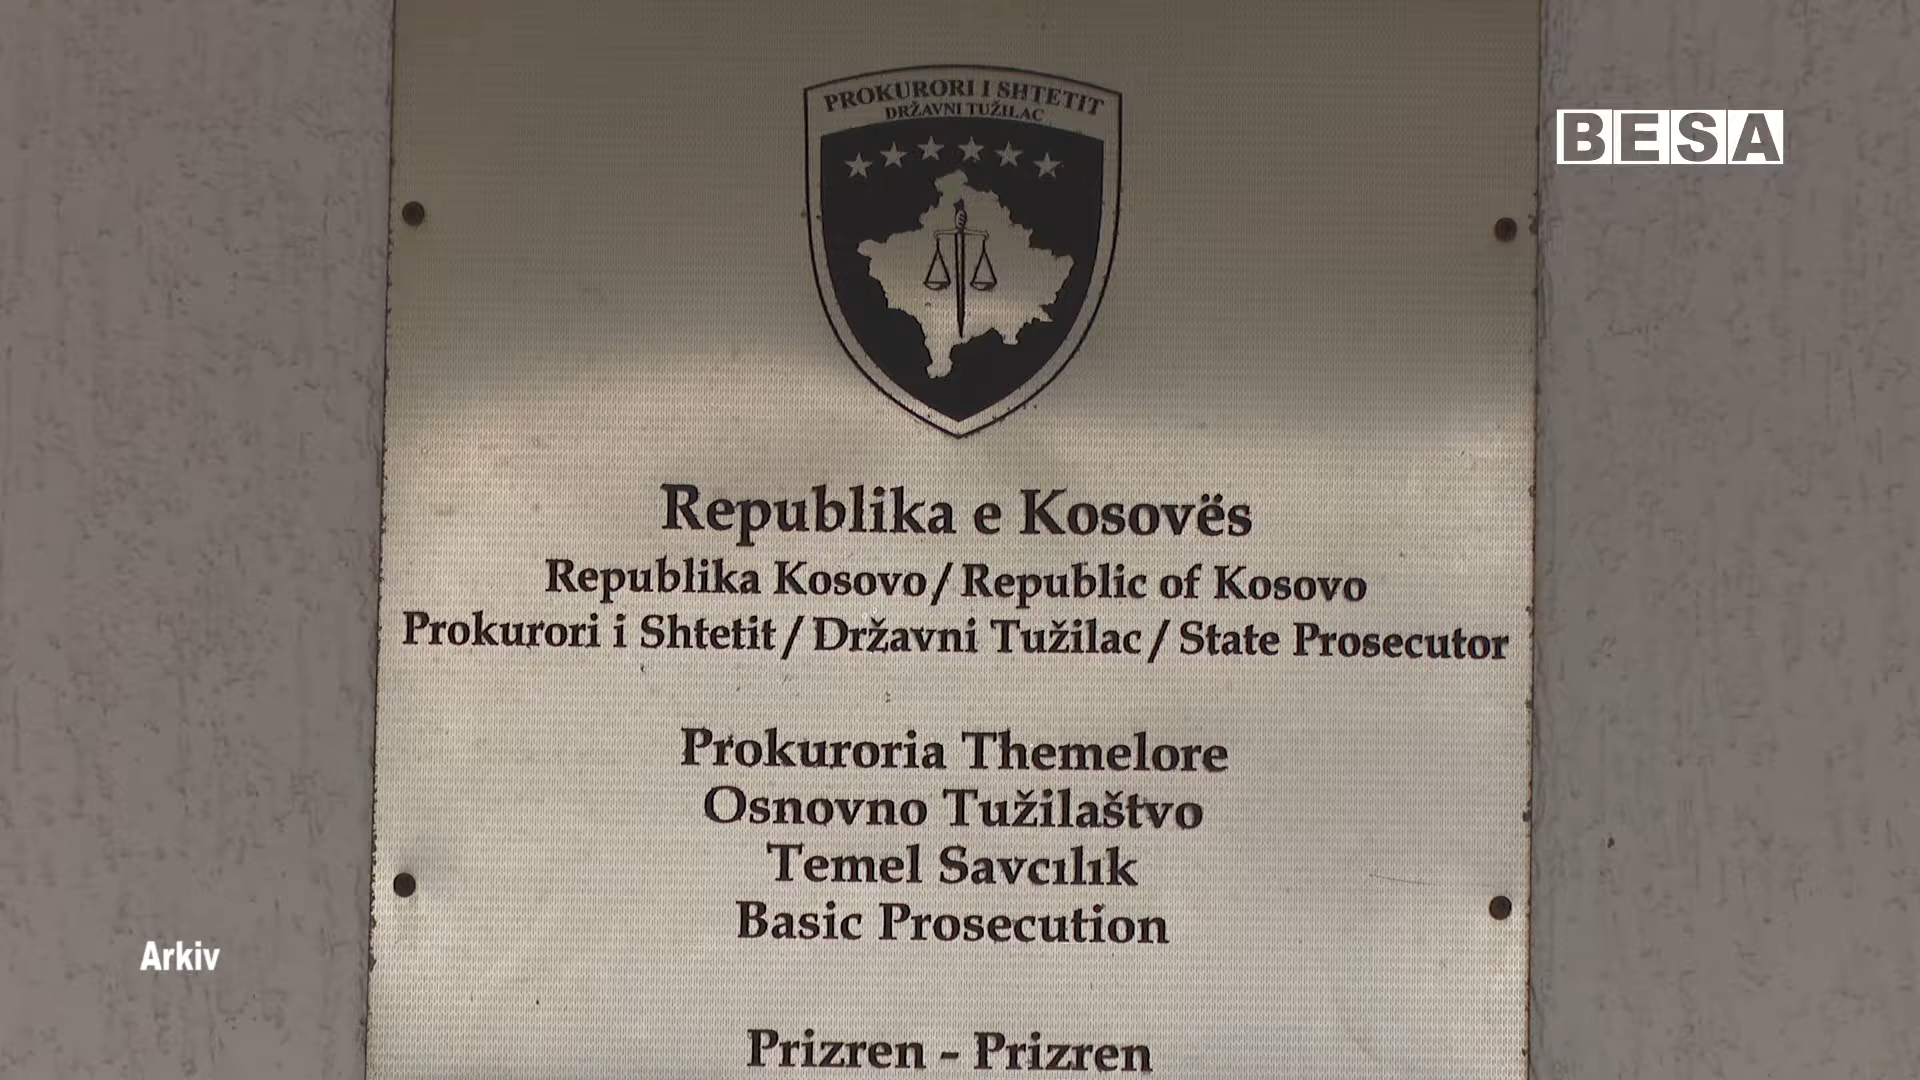 PROKURORI I SHTETIT
DRŽAVNI TUŽILAC
BESA
Republika e Kosovës
Republika Kosovo/Republic of Kosovo
Prokurori i Shtetit/Državni Tužilac/State Prosecutor
Prokuroria Themelore
Osnovno Tužilaštvo
Temel Savcılık
Basic Prosecution
Arkiv
Prizren - Prizren